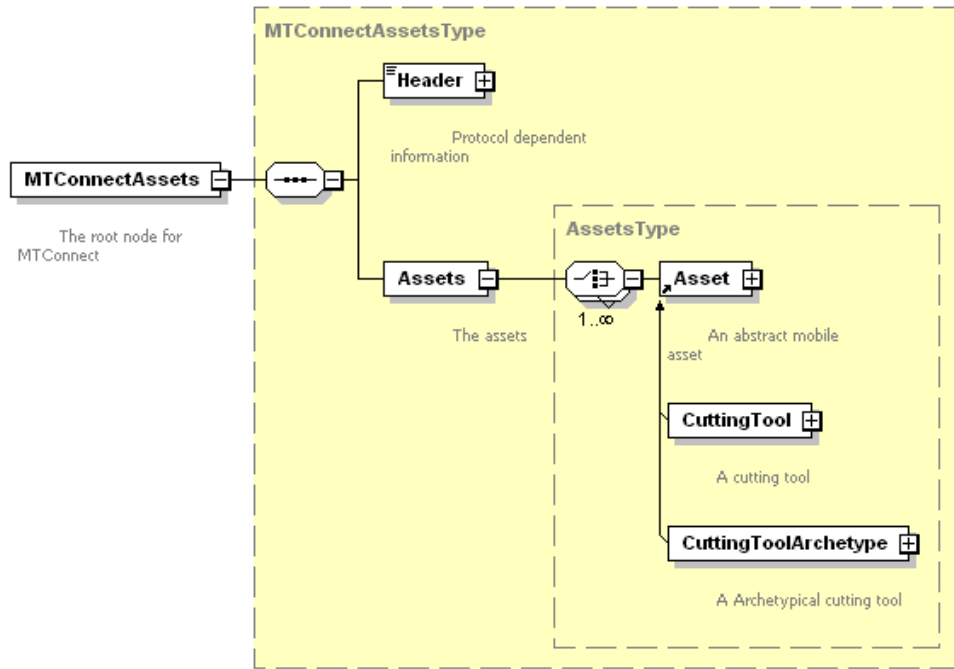 MTConnectAssetsType
Header
Protocol dependent
information
MTConnectAssets
The root node for
MTConnect
AssetsType
Assets
Asset
1..∞
The assets
An abstract mobile
asset
CuttingTool
A cutting tool
CuttingToolArchetype
A Archetypical cutting tool